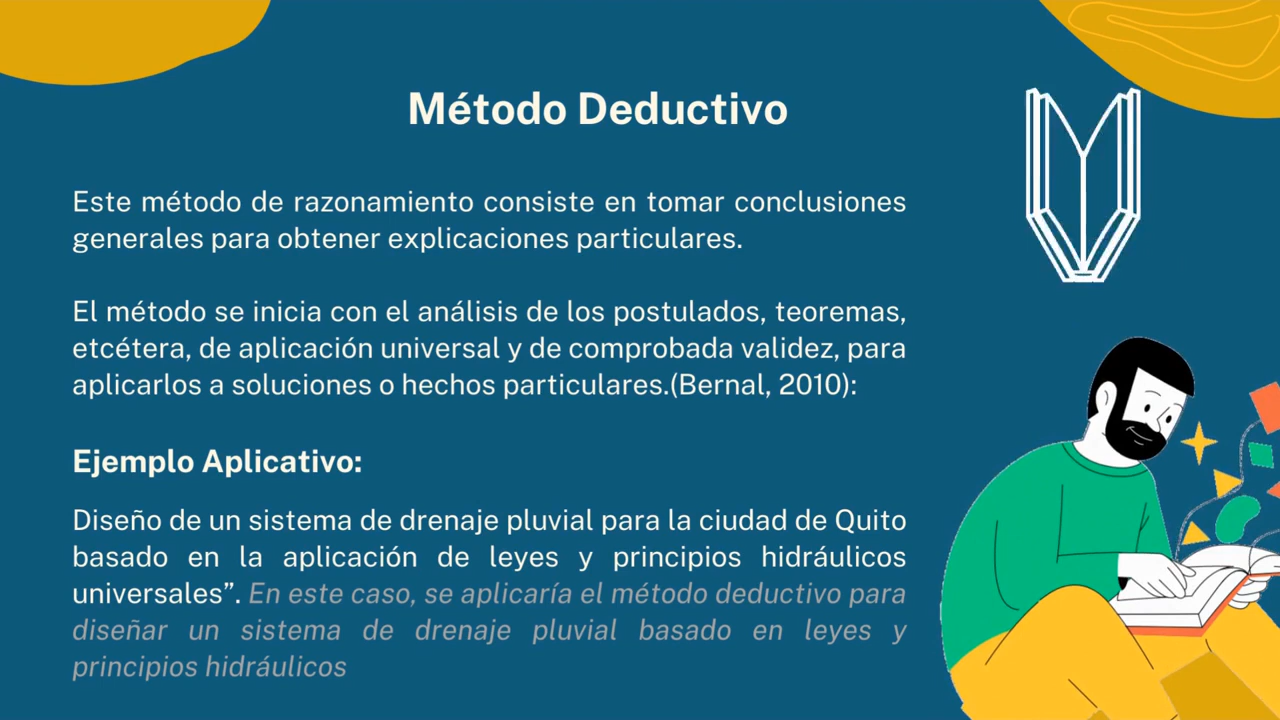 Método Deductivo
Este método de razonamiento consiste en tomar conclusiones
generales para obtener explicaciones particulares.
El método se inicia con el análisis de los postulados, teoremas,
etcétera, de aplicación universal y de comprobada validez, para
aplicarlos a soluciones o hechos particulares.(Bernal, 2010):
Ejemplo Aplicativo:
Diseño de un sistema de drenaje pluvial para la ciudad de Quito
basado en la aplicación de leyes y principios hidráulicos
universales”. En este caso, se aplicaría el método deductivo para
diseñar un sistema de drenaje pluvial basado en leyes y
principios hidráulicos